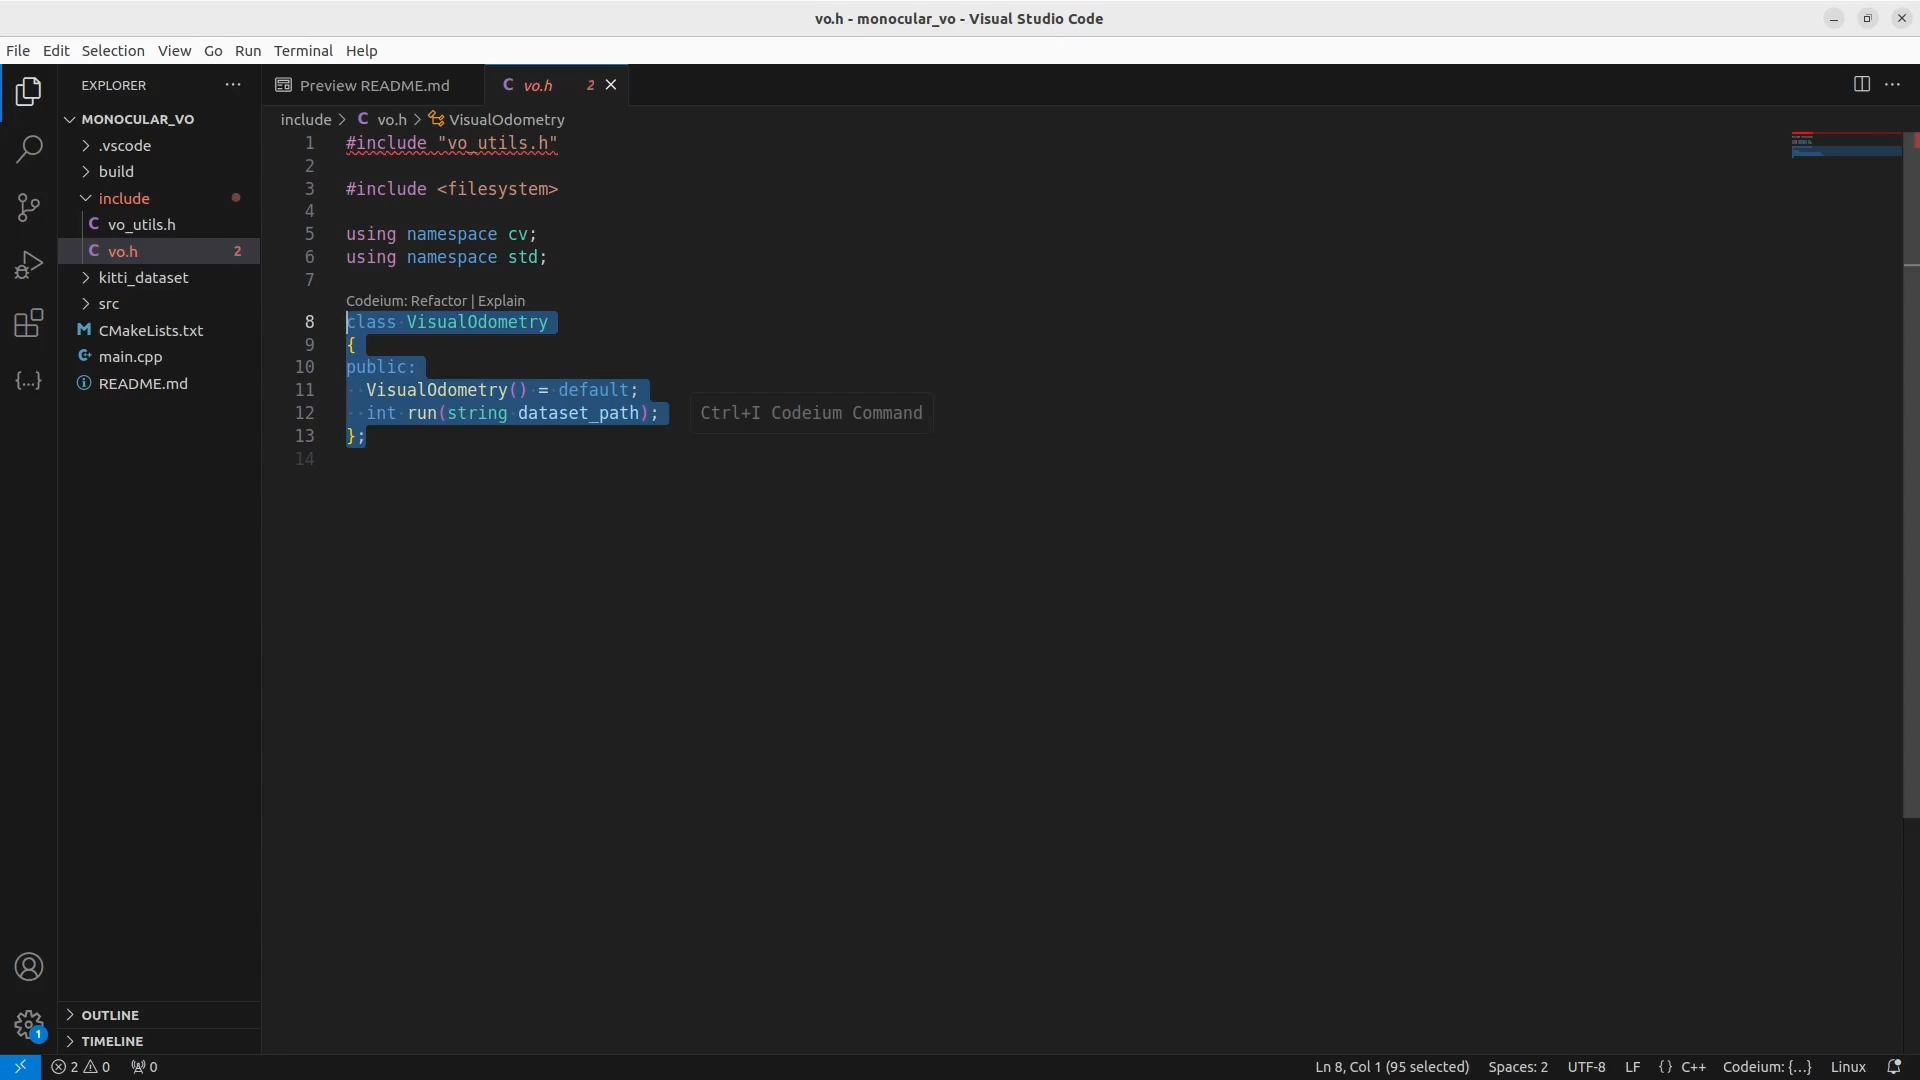 vo.h - monocular_vo - Visual Studio Code
File Edit Selection View Go Run Terminal Help
EXPLORER
Preview README.md
C vo.h 2
MONOCULAR_VO
include > C vo.h > VisualOdometry
.vscode
build
include
C vo_utils.h
C vo.h 2
kitti_dataset
src
M CMakeLists.txt
main.cpp
README.md
1 #include "vo_utils.h"
2
3 #include <filesystem>
4
5 using namespace cv;
6 using namespace std;
7
Codeium: Refactor | Explain
8 class VisualOdometry
9 {
10 public:
11 VisualOdometry() = default;
12 int run(string dataset_path); Ctrl+I Codeium Command
13 };
14
1
OUTLINE
TIMELINE
2 0 0 Ln 8, Col 1 (95 selected) Spaces: 2 UTF-8 LF {} C++ Codeium: {...} Linux